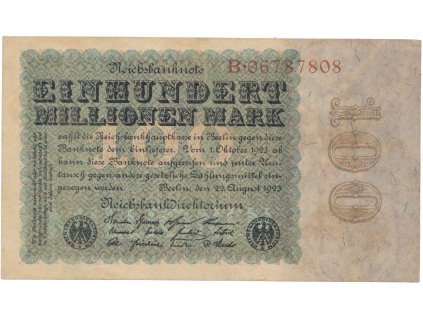 Reichsbanknote
B·06787808
EINHUNDERT
MILLIONEN MARK
zahlt die Reichsbankhauptkasse in Berlin gegen diese
Banknote dem Einlieferer. Vom 1. Oktober 1923 ab
kann diese Banknote aufgerufen und unter Um-
tausch gegen andere gesetzliche Zahlungsmittel ein-
gezogen werden
Berlin, den 22. August 1923
Reichsbankdirektorium
100